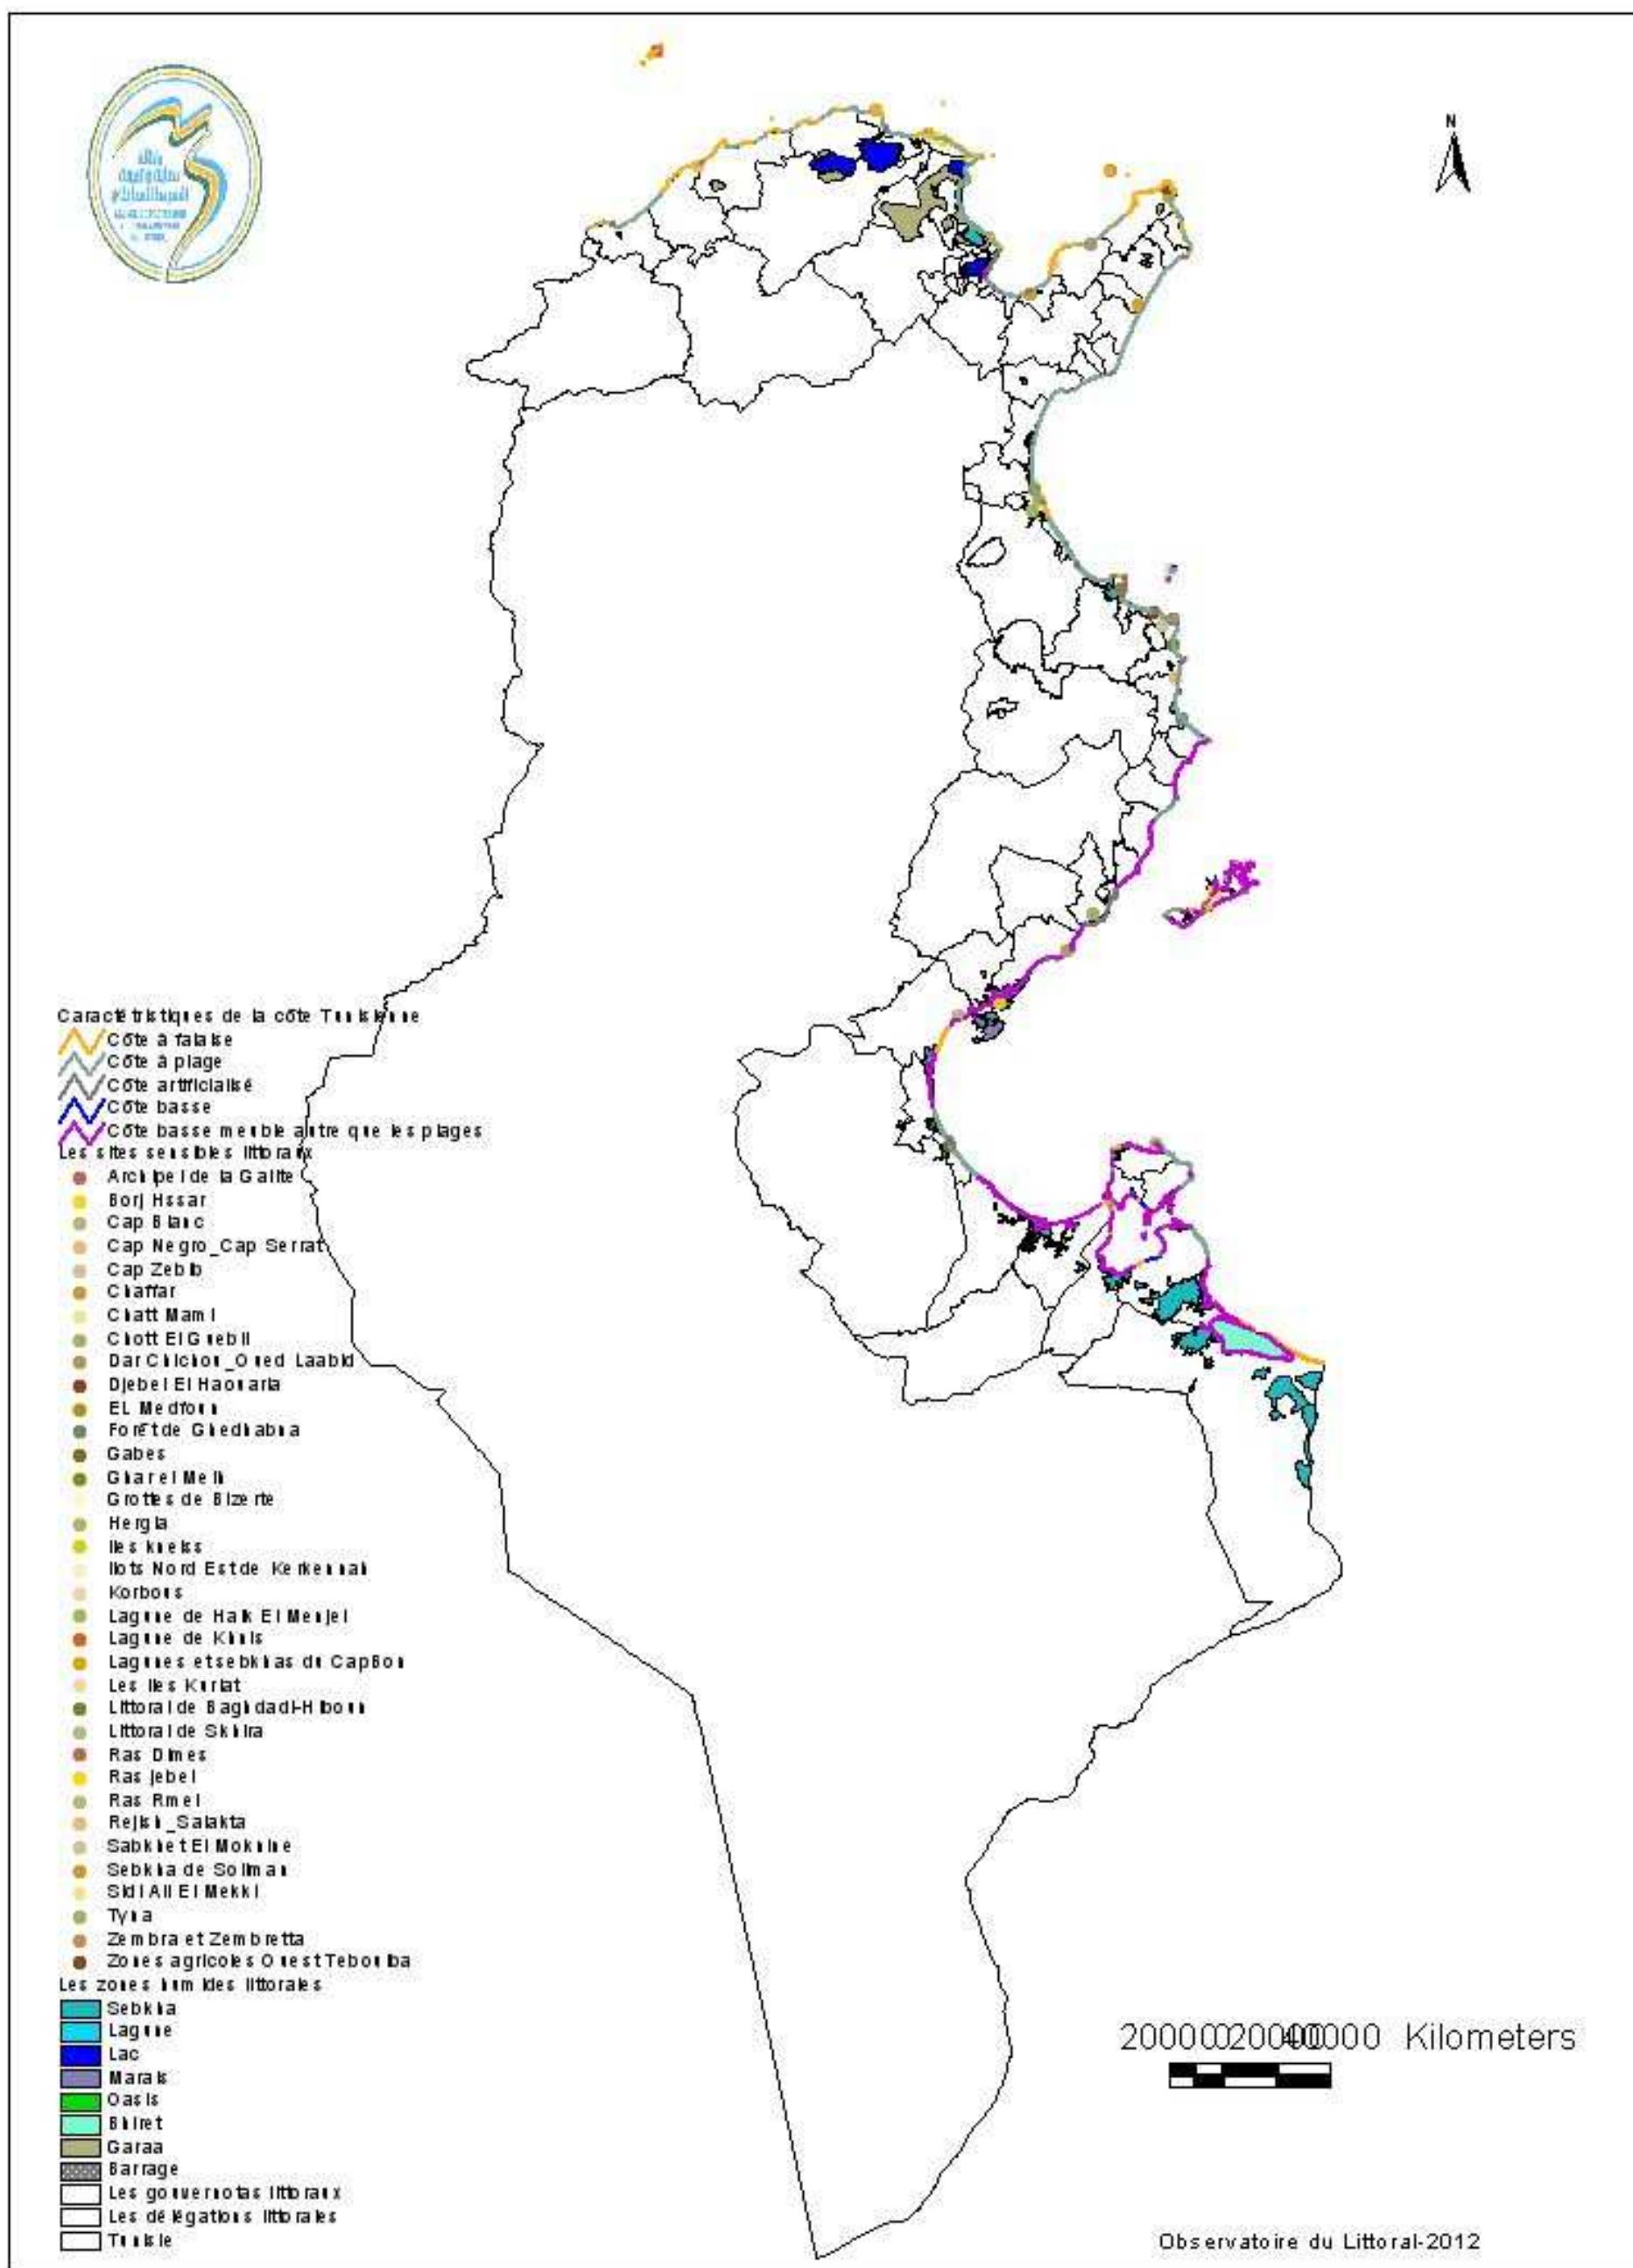 N
Caractéristiques de la côte Tunisienne
Côte à falaise
Côte à plage
Côte artificialisé
Côte basse
Côte basse meuble autre que les plages
Les sites sensibles littoraux
Archipel de la Galite
Borj Hssar
Cap Blanc
Cap Negro_Cap Serrat
Cap Zebib
Chaffar
Chatt Mami
Chott El Guebli
Dar Chichou_Oued Laabid
Djebel El Haouaria
EL Medfoun
Forêt de Ghedhabna
Gabes
Ghar el Melh
Grottes de Bizerte
Hergla
Iles kneiss
Ilots Nord Est de Kerkennah
Korbous
Lagune de Halk El Menjel
Lagune de Khnis
Lagunes et sebkhas du CapBon
Les Iles Kuriat
Littoral de Baghdadi-Hiboun
Littoral de Skhira
Ras Dimes
Ras jebel
Ras Rmel
Rejish_Salakta
Sabkhet El Moknine
Sebkha de Soliman
Sidi Ali El Mekki
Tyna
Zembra et Zembretta
Zones agricoles Ouest Teboulba
Les zones humides littorales
Sebkha
Lagune
Lac
Marais
Oasis
Bhiret
Garaa
Barrage
Les gouvernotas littoraux
Les délégations littorales
Tunisie
Kilometers
Observatoire du Littoral-2012